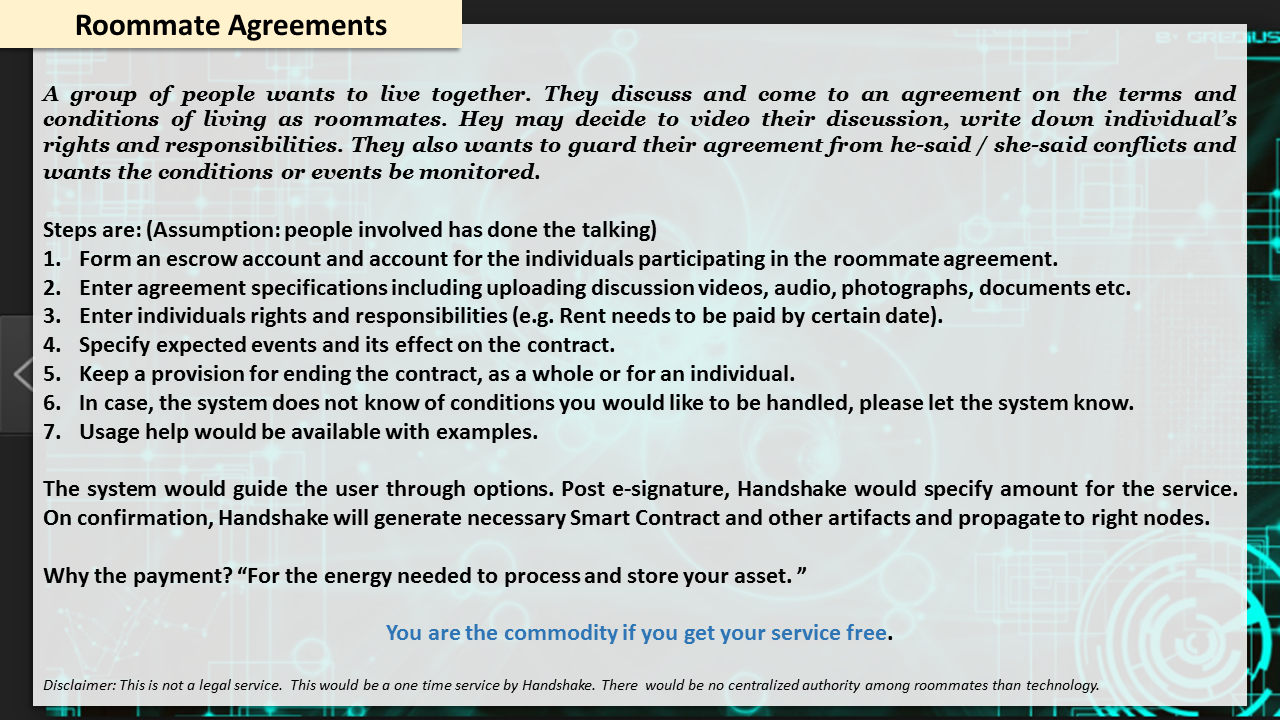 Roommate Agreements
BY GREDIUS
A group of people wants to live together. They discuss and come to an agreement on the terms and
conditions of living as roommates. Hey may decide to video their discussion, write down individual’s
rights and responsibilities. They also wants to guard their agreement from he-said / she-said conflicts and
wants the conditions or events be monitored.
Steps are: (Assumption: people involved has done the talking)
1. Form an escrow account and account for the individuals participating in the roommate agreement.
2. Enter agreement specifications including uploading discussion videos, audio, photographs, documents etc.
3. Enter individuals rights and responsibilities (e.g. Rent needs to be paid by certain date).
4. Specify expected events and its effect on the contract.
5. Keep a provision for ending the contract, as a whole or for an individual.
6. In case, the system does not know of conditions you would like to be handled, please let the system know.
7. Usage help would be available with examples.
The system would guide the user through options. Post e-signature, Handshake would specify amount for the service.
On confirmation, Handshake will generate necessary Smart Contract and other artifacts and propagate to right nodes.
Why the payment? “For the energy needed to process and store your asset. ”
You are the commodity if you get your service free.
Disclaimer: This is not a legal service. This would be a one time service by Handshake. There would be no centralized authority among roommates than technology.